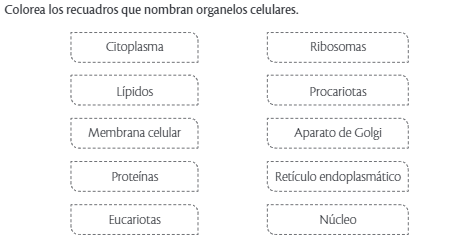 Colorea los recuadros que nombran organelos celulares.
Citoplasma
Ribosomas
Lípidos
Procariotas
Membrana celular
Aparato de Golgi
Proteínas
Retículo endoplasmático
Eucariotas
Núcleo